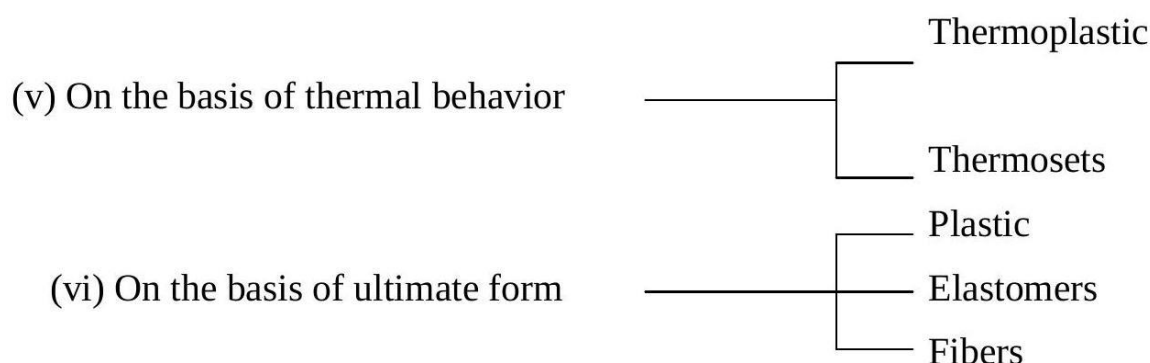 Thermoplastic
(v) On the basis of thermal behavior
Thermosets
Plastic
(vi) On the basis of ultimate form
Elastomers
Fibers